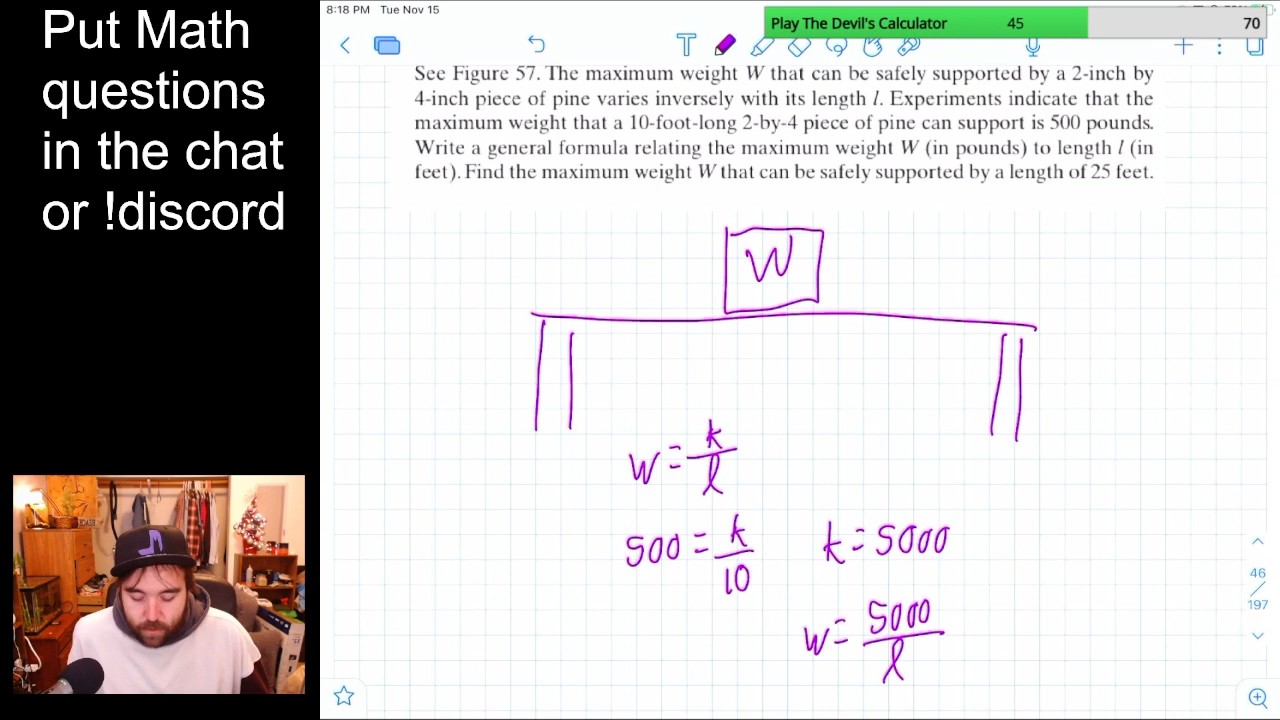 Put Math
questions
in the chat
or !discord
8:18 PM Tue Nov 15
Play The Devil's Calculator 45 70
T
See Figure 57. The maximum weight W that can be safely supported by a 2-inch by
4-inch piece of pine varies inversely with its length l. Experiments indicate that the
maximum weight that a 10-foot-long 2-by-4 piece of pine can support is 500 pounds.
Write a general formula relating the maximum weight W (in pounds) to length l (in
feet). Find the maximum weight W that can be safely supported by a length of 25 feet.
W
W = k/l
500 = k/10 k = 5000
W = 5000/l
46
/
197